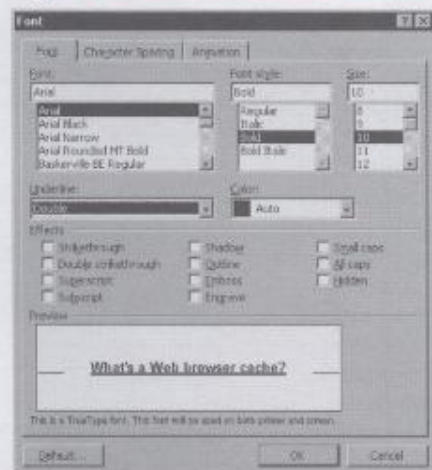 Font
Font Character Spacing Animation
Font: Font style: Size:
Arial Bold 10
Arial Regular 8
Arial Black Italic 9
Arial Narrow Bold 10
Arial Rounded MT Bold Bold Italic 11
Baskerville BE Regular 12
Underline: Color:
Double Auto
Effects
Strikethrough Shadow Small caps
Double strikethrough Outline All caps
Superscript Emboss Hidden
Subscript Engrave
Preview
What's a Web browser cache?
This is a TrueType font. This font will be used on both printer and screen.
Default... OK Cancel